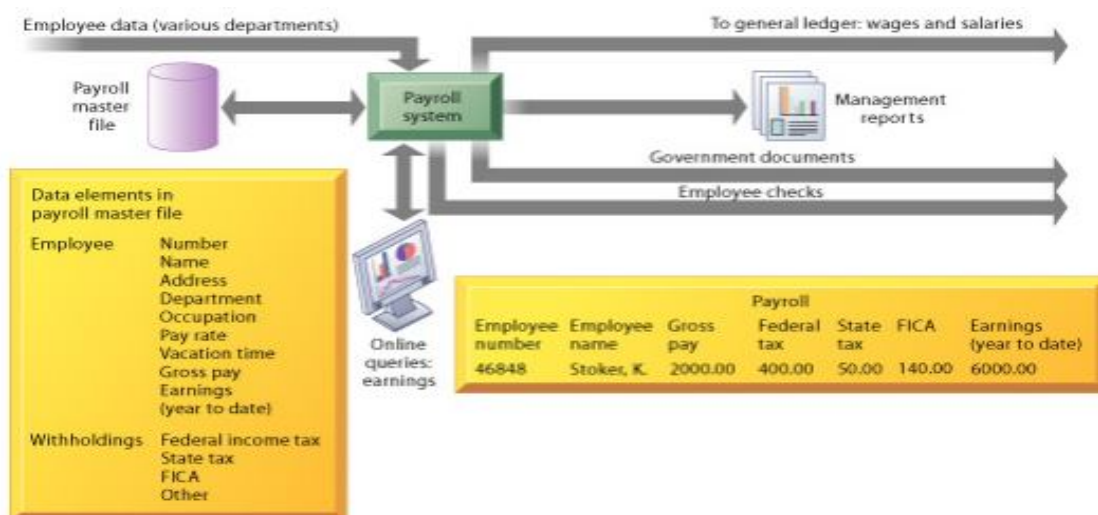 Employee data (various departments)
To general ledger: wages and salaries
Payroll
master
file
Payroll
system
Management
reports
Government documents
Employee checks
Data elements in
payroll master file
Employee Number
Name
Address
Department
Occupation
Pay rate
Vacation time
Gross pay
Earnings
(year to date)
Withholdings Federal income tax
State tax
FICA
Other
Online
queries:
earnings
Payroll
Employee Employee Gross Federal State FICA Earnings
number name pay tax tax (year to date)
46848 Stoker, K. 2000.00 400.00 50.00 140.00 6000.00